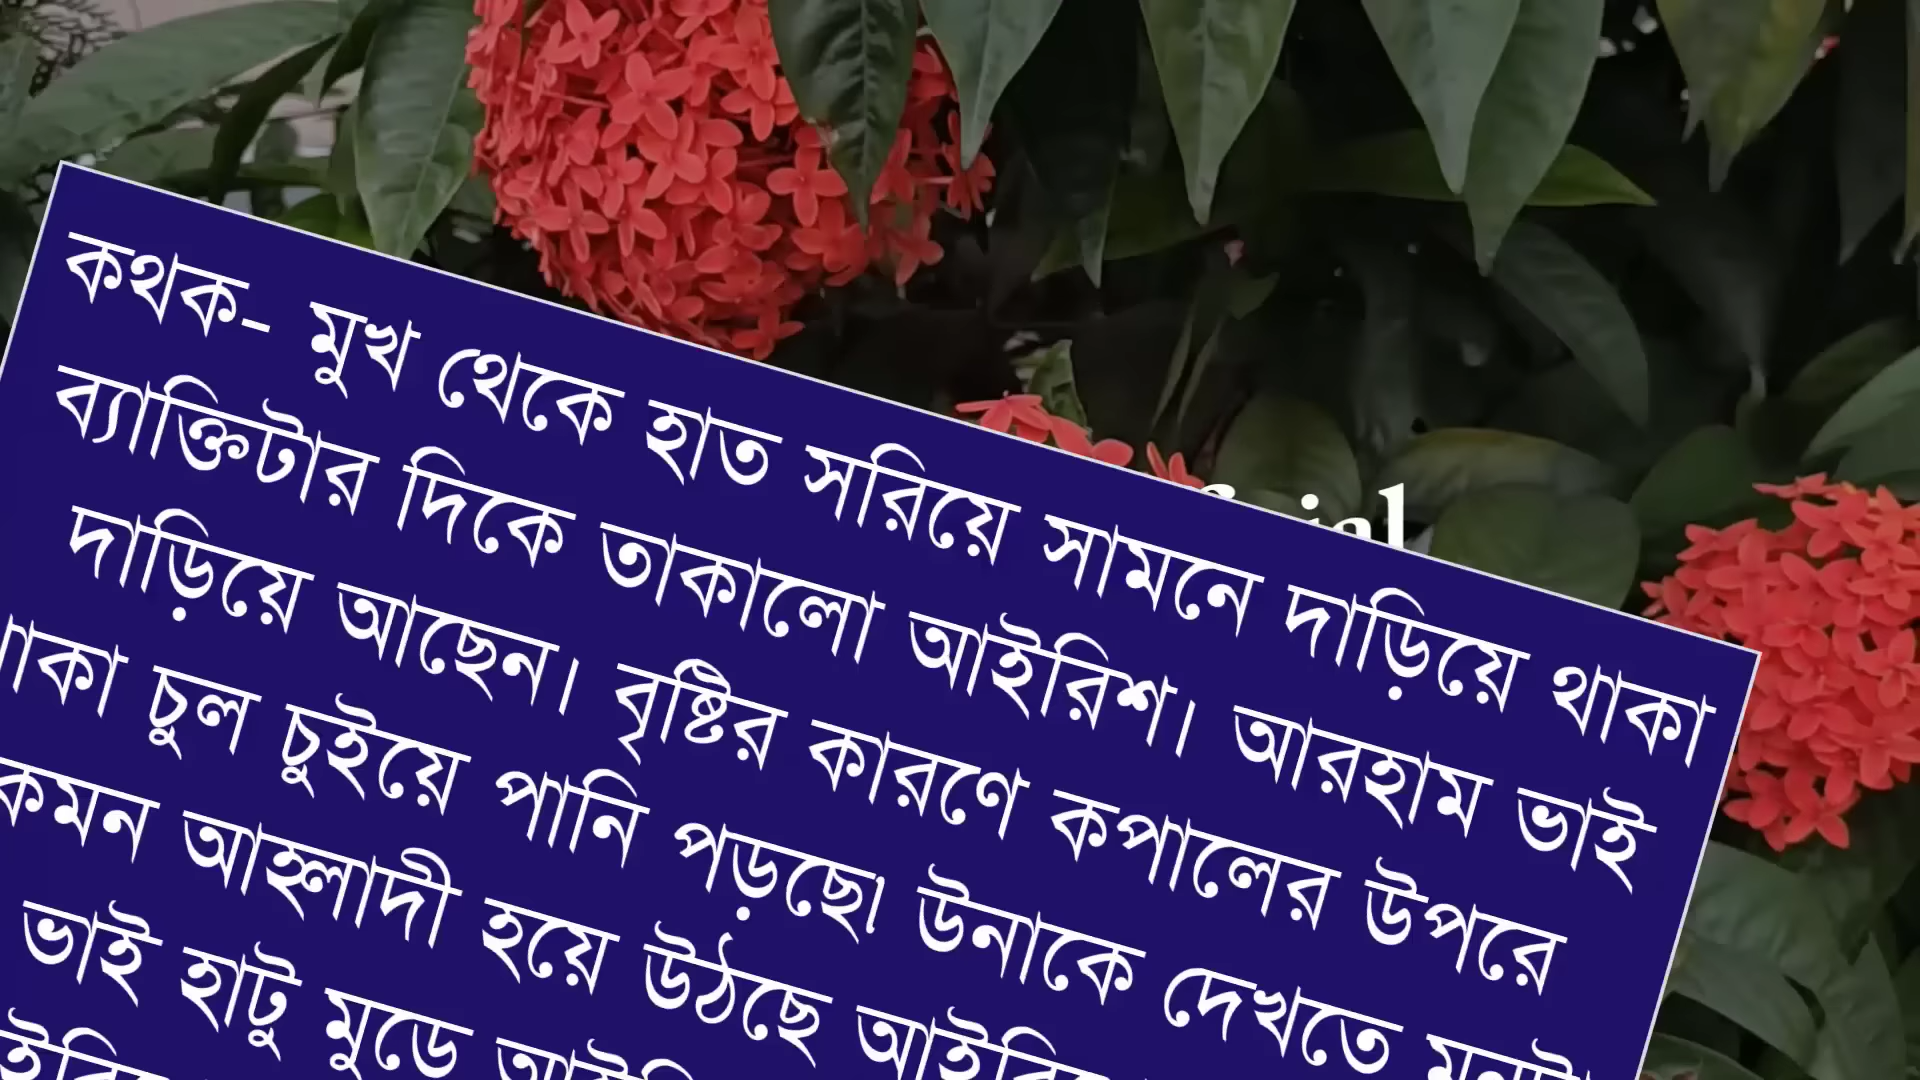 কথক- মুখ থেকে হাত সরিয়ে সামনে দাড়িয়ে থাকা
ব্যাক্তিটার দিকে তাকালো আইরিশ। আরহাম ভাই
দাড়িয়ে আছেন। বৃষ্টির কারণে কপালের উপরে
চুল চুইয়ে পানি পড়ছে৷ উনাকে দেখতে
আহ্লাদী হয়ে উঠছে
ভাই হাটু মুডে